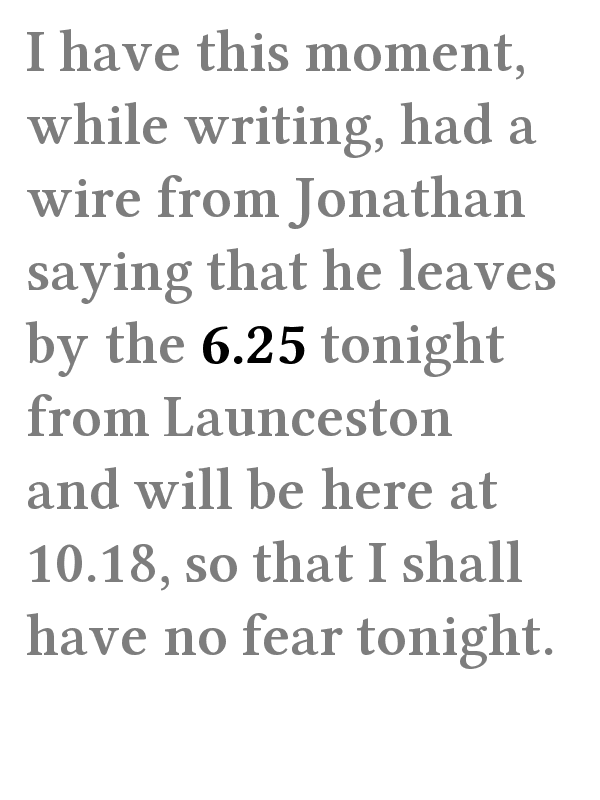 I have this moment,
while writing, had a
wire from Jonathan
saying that he leaves
by the 6.25 tonight
from Launceston
and will be here at
10.18, so that I shall
have no fear tonight.